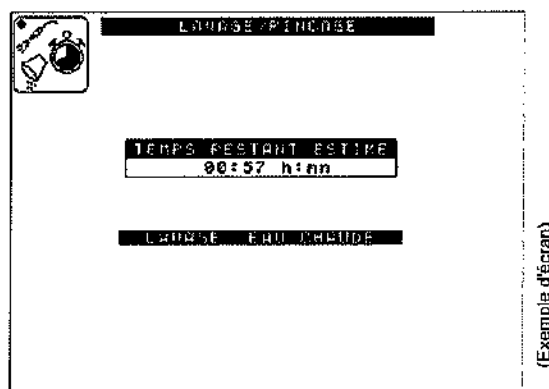 LAVAGE/RINCAGE
TEMPS RESTANT ESTIME
00:57 h:mn
LAVAGE EAU CHAUDE
(Exemple d'écran)